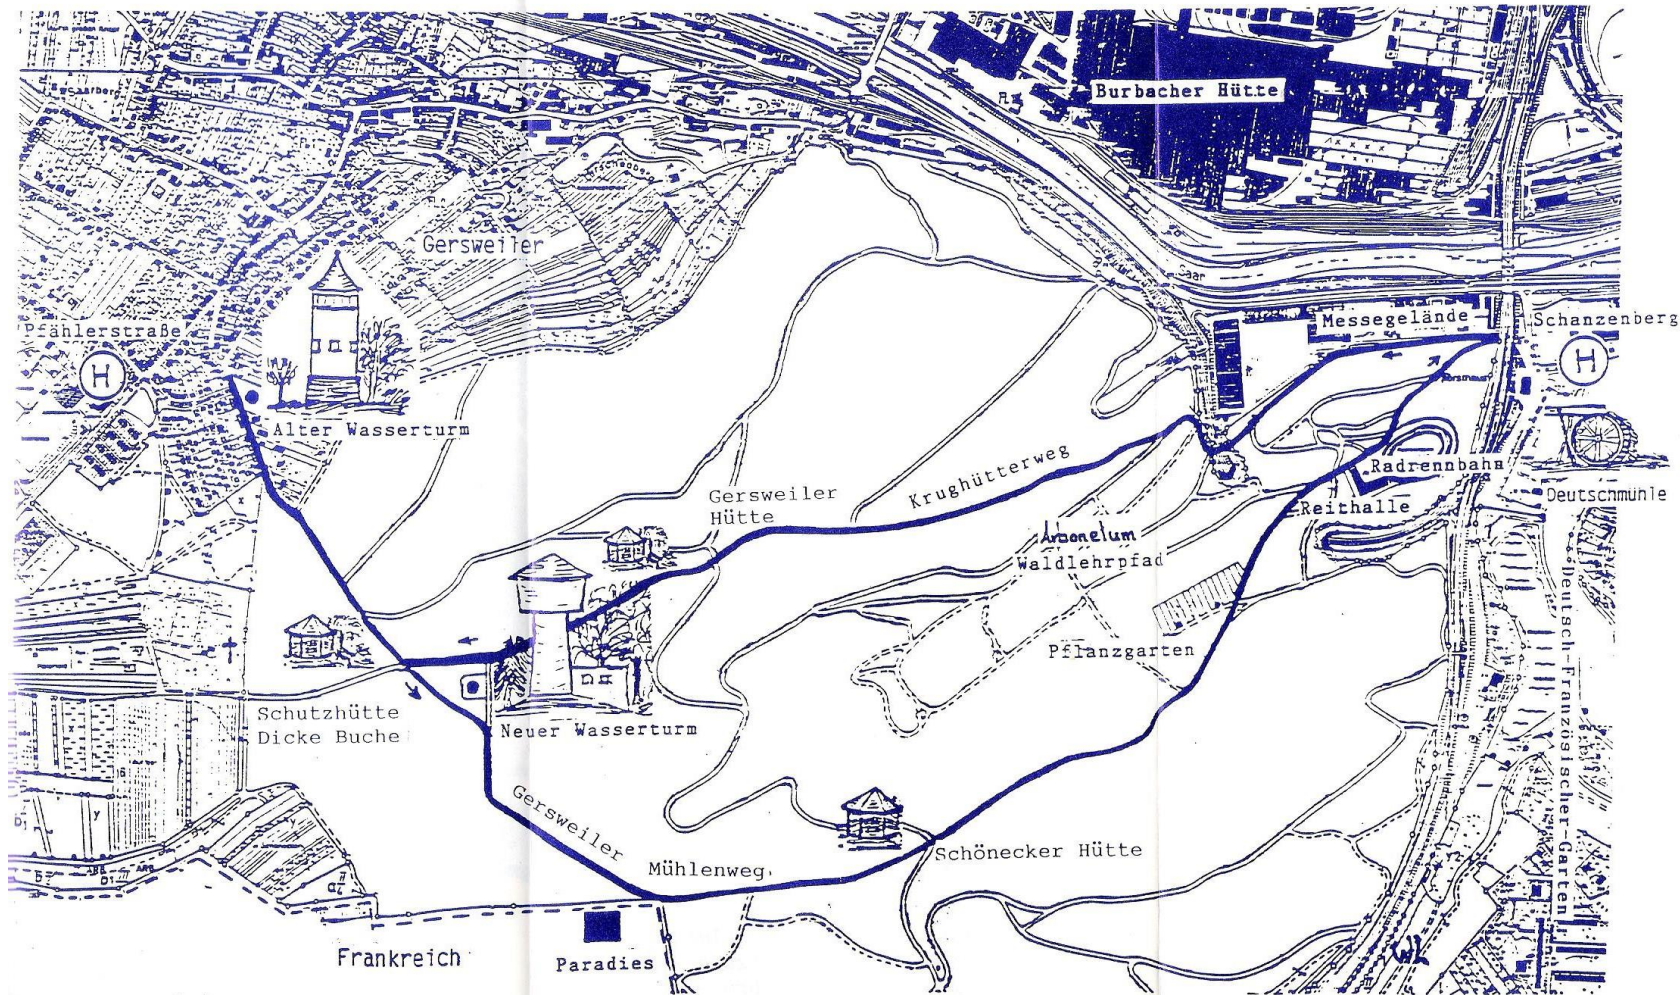 Burbacher Hütte
Gersweiler
Saar
Pfählerstraße
H
Messegelände
Schanzenberg
H
Alter Wasserturm
Krughütterweg
Radrennbahn
Gersweiler
Hütte
Deutschmühle
Reithalle
Arboretum
Waldlehrpfad
Pflanzgarten
Deutsch-Französischer-Garten
Schutzhütte
Dicke Buche
Neuer Wasserturm
Gersweiler
Mühlenweg
Schönecker Hütte
Frankreich
Paradies
WL